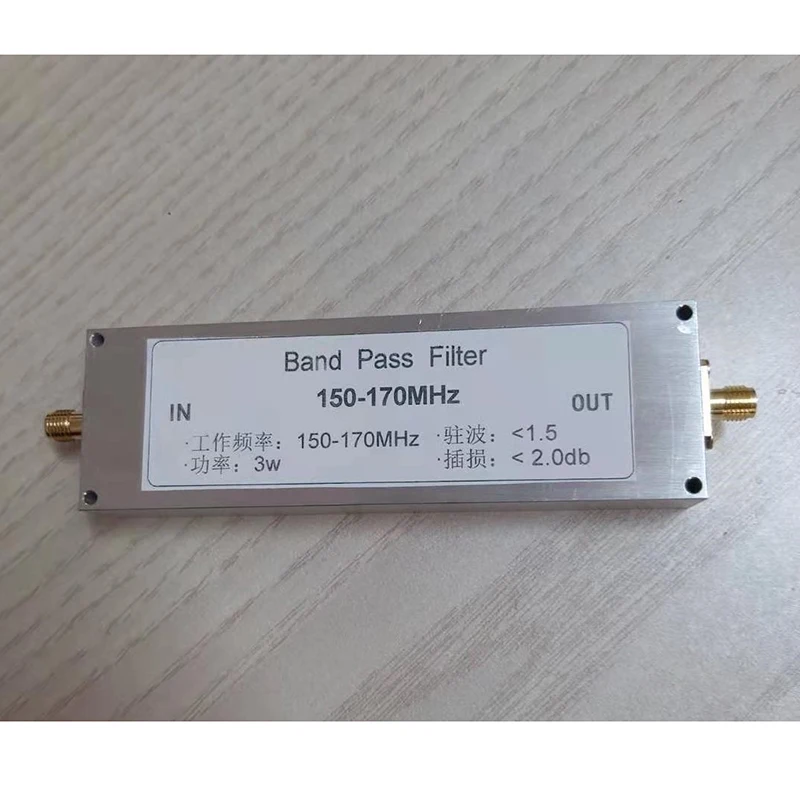 Band Pass Filter
150-170MHz
IN
OUT
·工作频率：150-170MHz ·驻波：<1.5
·功率：3w ·插损：< 2.0db